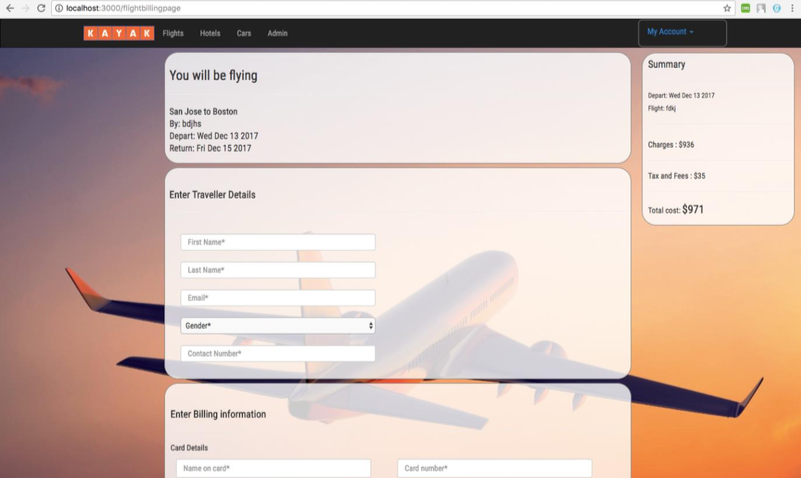 localhost:3000/flightbillingpage
KAYAK Flights Hotels Cars Admin My Account
You will be flying
San Jose to Boston
By: bdjhs
Depart: Wed Dec 13 2017
Return: Fri Dec 15 2017
Summary
Depart: Wed Dec 13 2017
Flight: fdkj
Charges : $936
Tax and Fees : $35
Total cost: $971
Enter Traveller Details
First Name*
Last Name*
Email*
Gender*
Contact Number*
Enter Billing information
Card Details
Name on card* Card number*